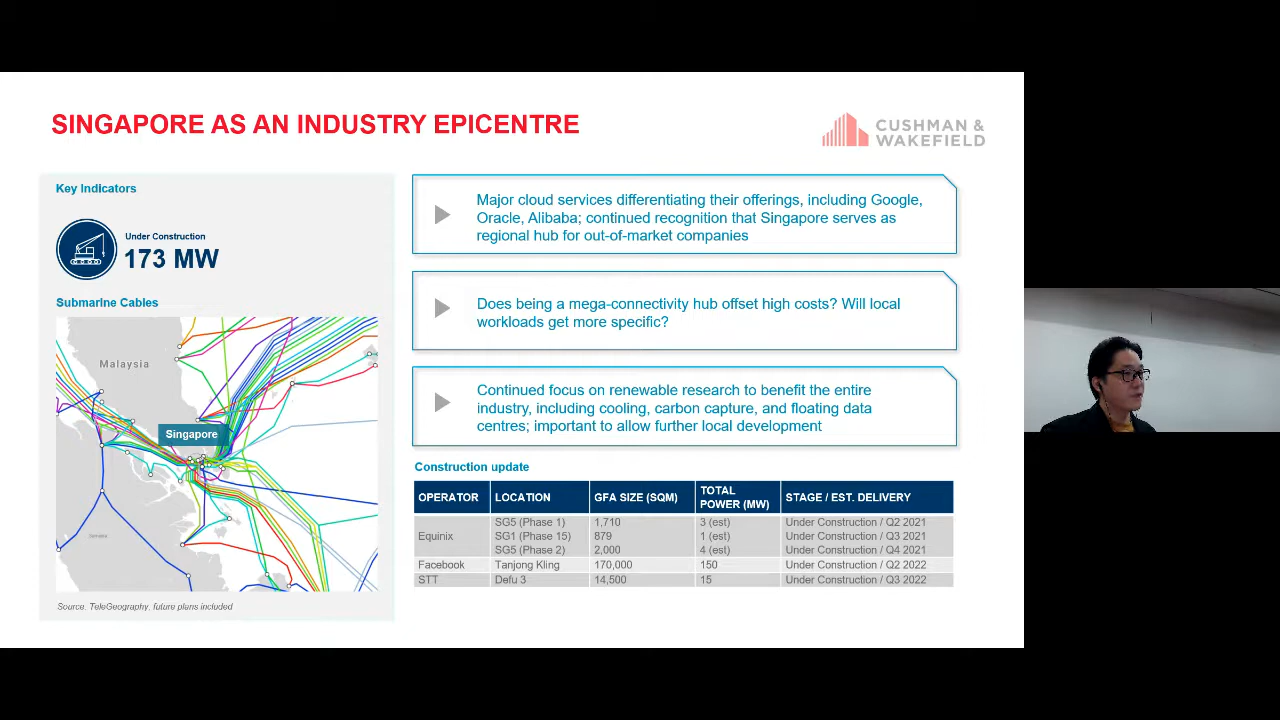 SINGAPORE AS AN INDUSTRY EPICENTRE
CUSHMAN &
WAKEFIELD
Key Indicators
Under Construction
173 MW
Submarine Cables
Malaysia
Singapore
Source: TeleGeography, future plans included
Major cloud services differentiating their offerings, including Google,
Oracle, Alibaba; continued recognition that Singapore serves as
regional hub for out-of-market companies
Does being a mega-connectivity hub offset high costs? Will local
workloads get more specific?
Continued focus on renewable research to benefit the entire
industry, including cooling, carbon capture, and floating data
centres; important to allow further local development
Construction update
OPERATOR LOCATION GFA SIZE (SQM) TOTAL POWER (MW) STAGE / EST. DELIVERY
Equinix SG5 (Phase 1) 1,710 3 (est) Under Construction / Q2 2021
SG1 (Phase 15) 879 1 (est) Under Construction / Q3 2021
SG5 (Phase 2) 2,000 4 (est) Under Construction / Q4 2021
Facebook Tanjong Kling 170,000 150 Under Construction / Q2 2022
STT Defu 3 14,500 15 Under Construction / Q3 2022